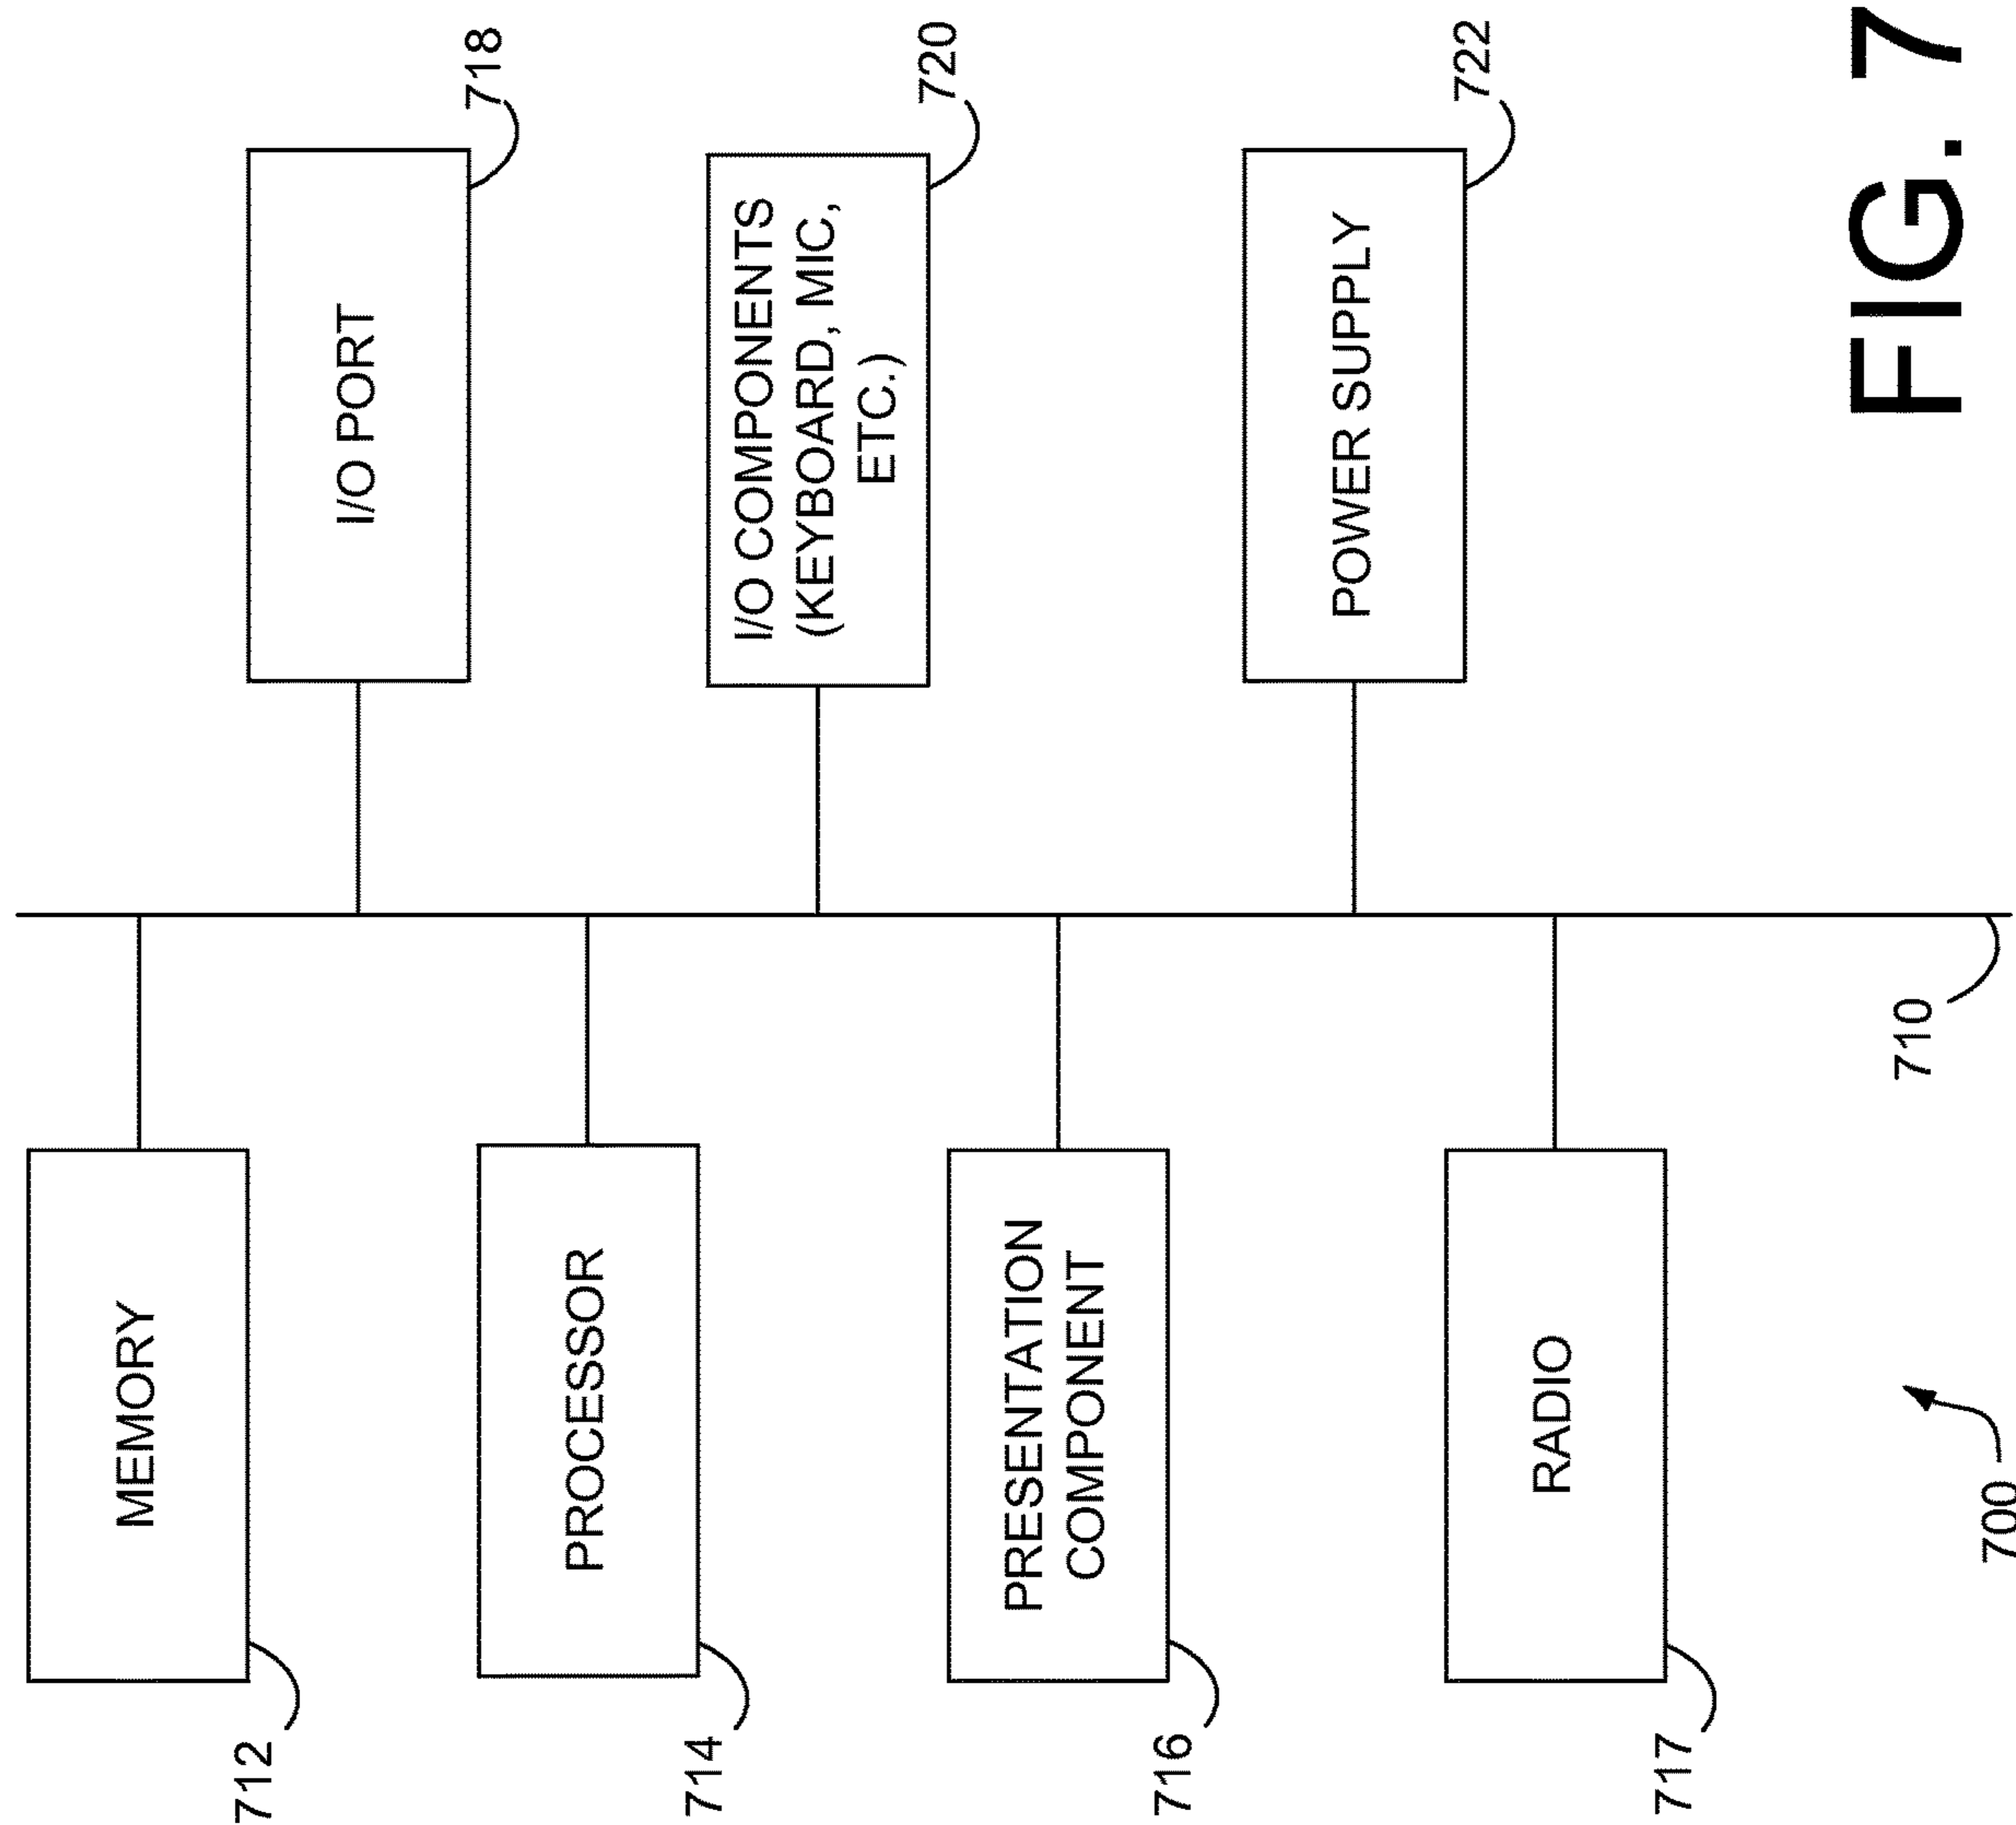 MEMORY
712
PROCESSOR
714
PRESENTATION
COMPONENT
716
RADIO
717
I/O PORT
718
I/O COMPONENTS
(KEYBOARD, MIC,
ETC.)
720
POWER SUPPLY
722
710
700
FIG. 7